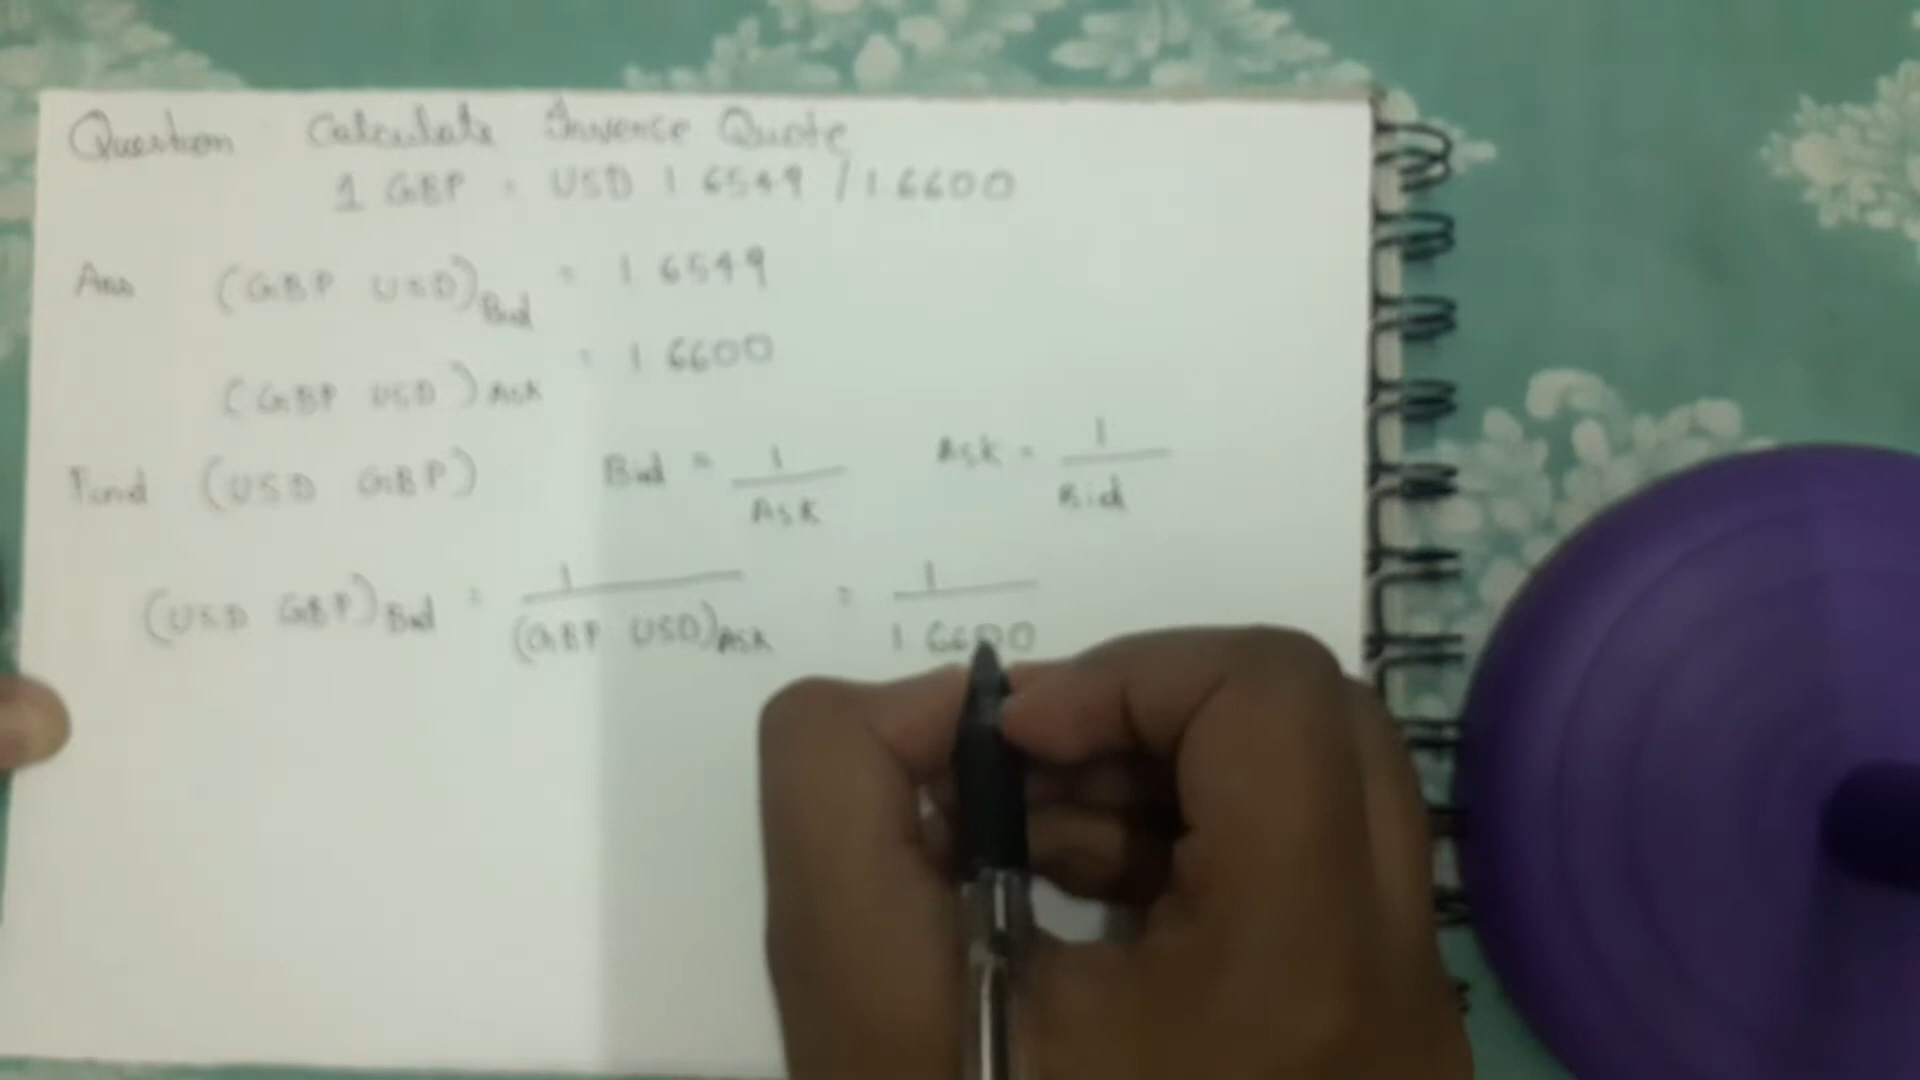 Question Calculate Inverse Quote
1 GBP = USD 1.6549 / 1.6600
Ans (GBP USD)Bid = 1.6549
(GBP USD)Ask = 1.6600
Find (USD GBP) Bid = 1/Ask Ask = 1/Bid
(USD GBP)Bid = 1/(GBP USD)Ask = 1/1.6600